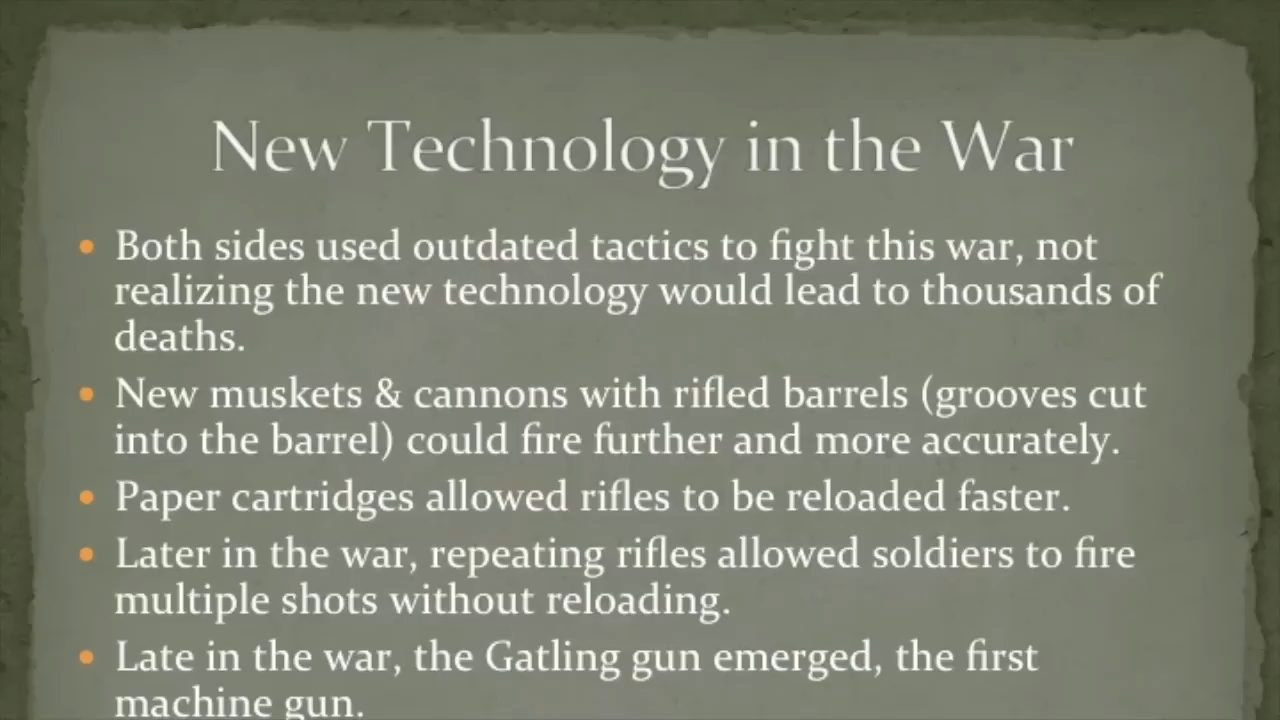 New Technology in the War
• Both sides used outdated tactics to fight this war, not
realizing the new technology would lead to thousands of
deaths.
• New muskets & cannons with rifled barrels (grooves cut
into the barrel) could fire further and more accurately.
• Paper cartridges allowed rifles to be reloaded faster.
• Later in the war, repeating rifles allowed soldiers to fire
multiple shots without reloading.
• Late in the war, the Gatling gun emerged, the first
machine gun.